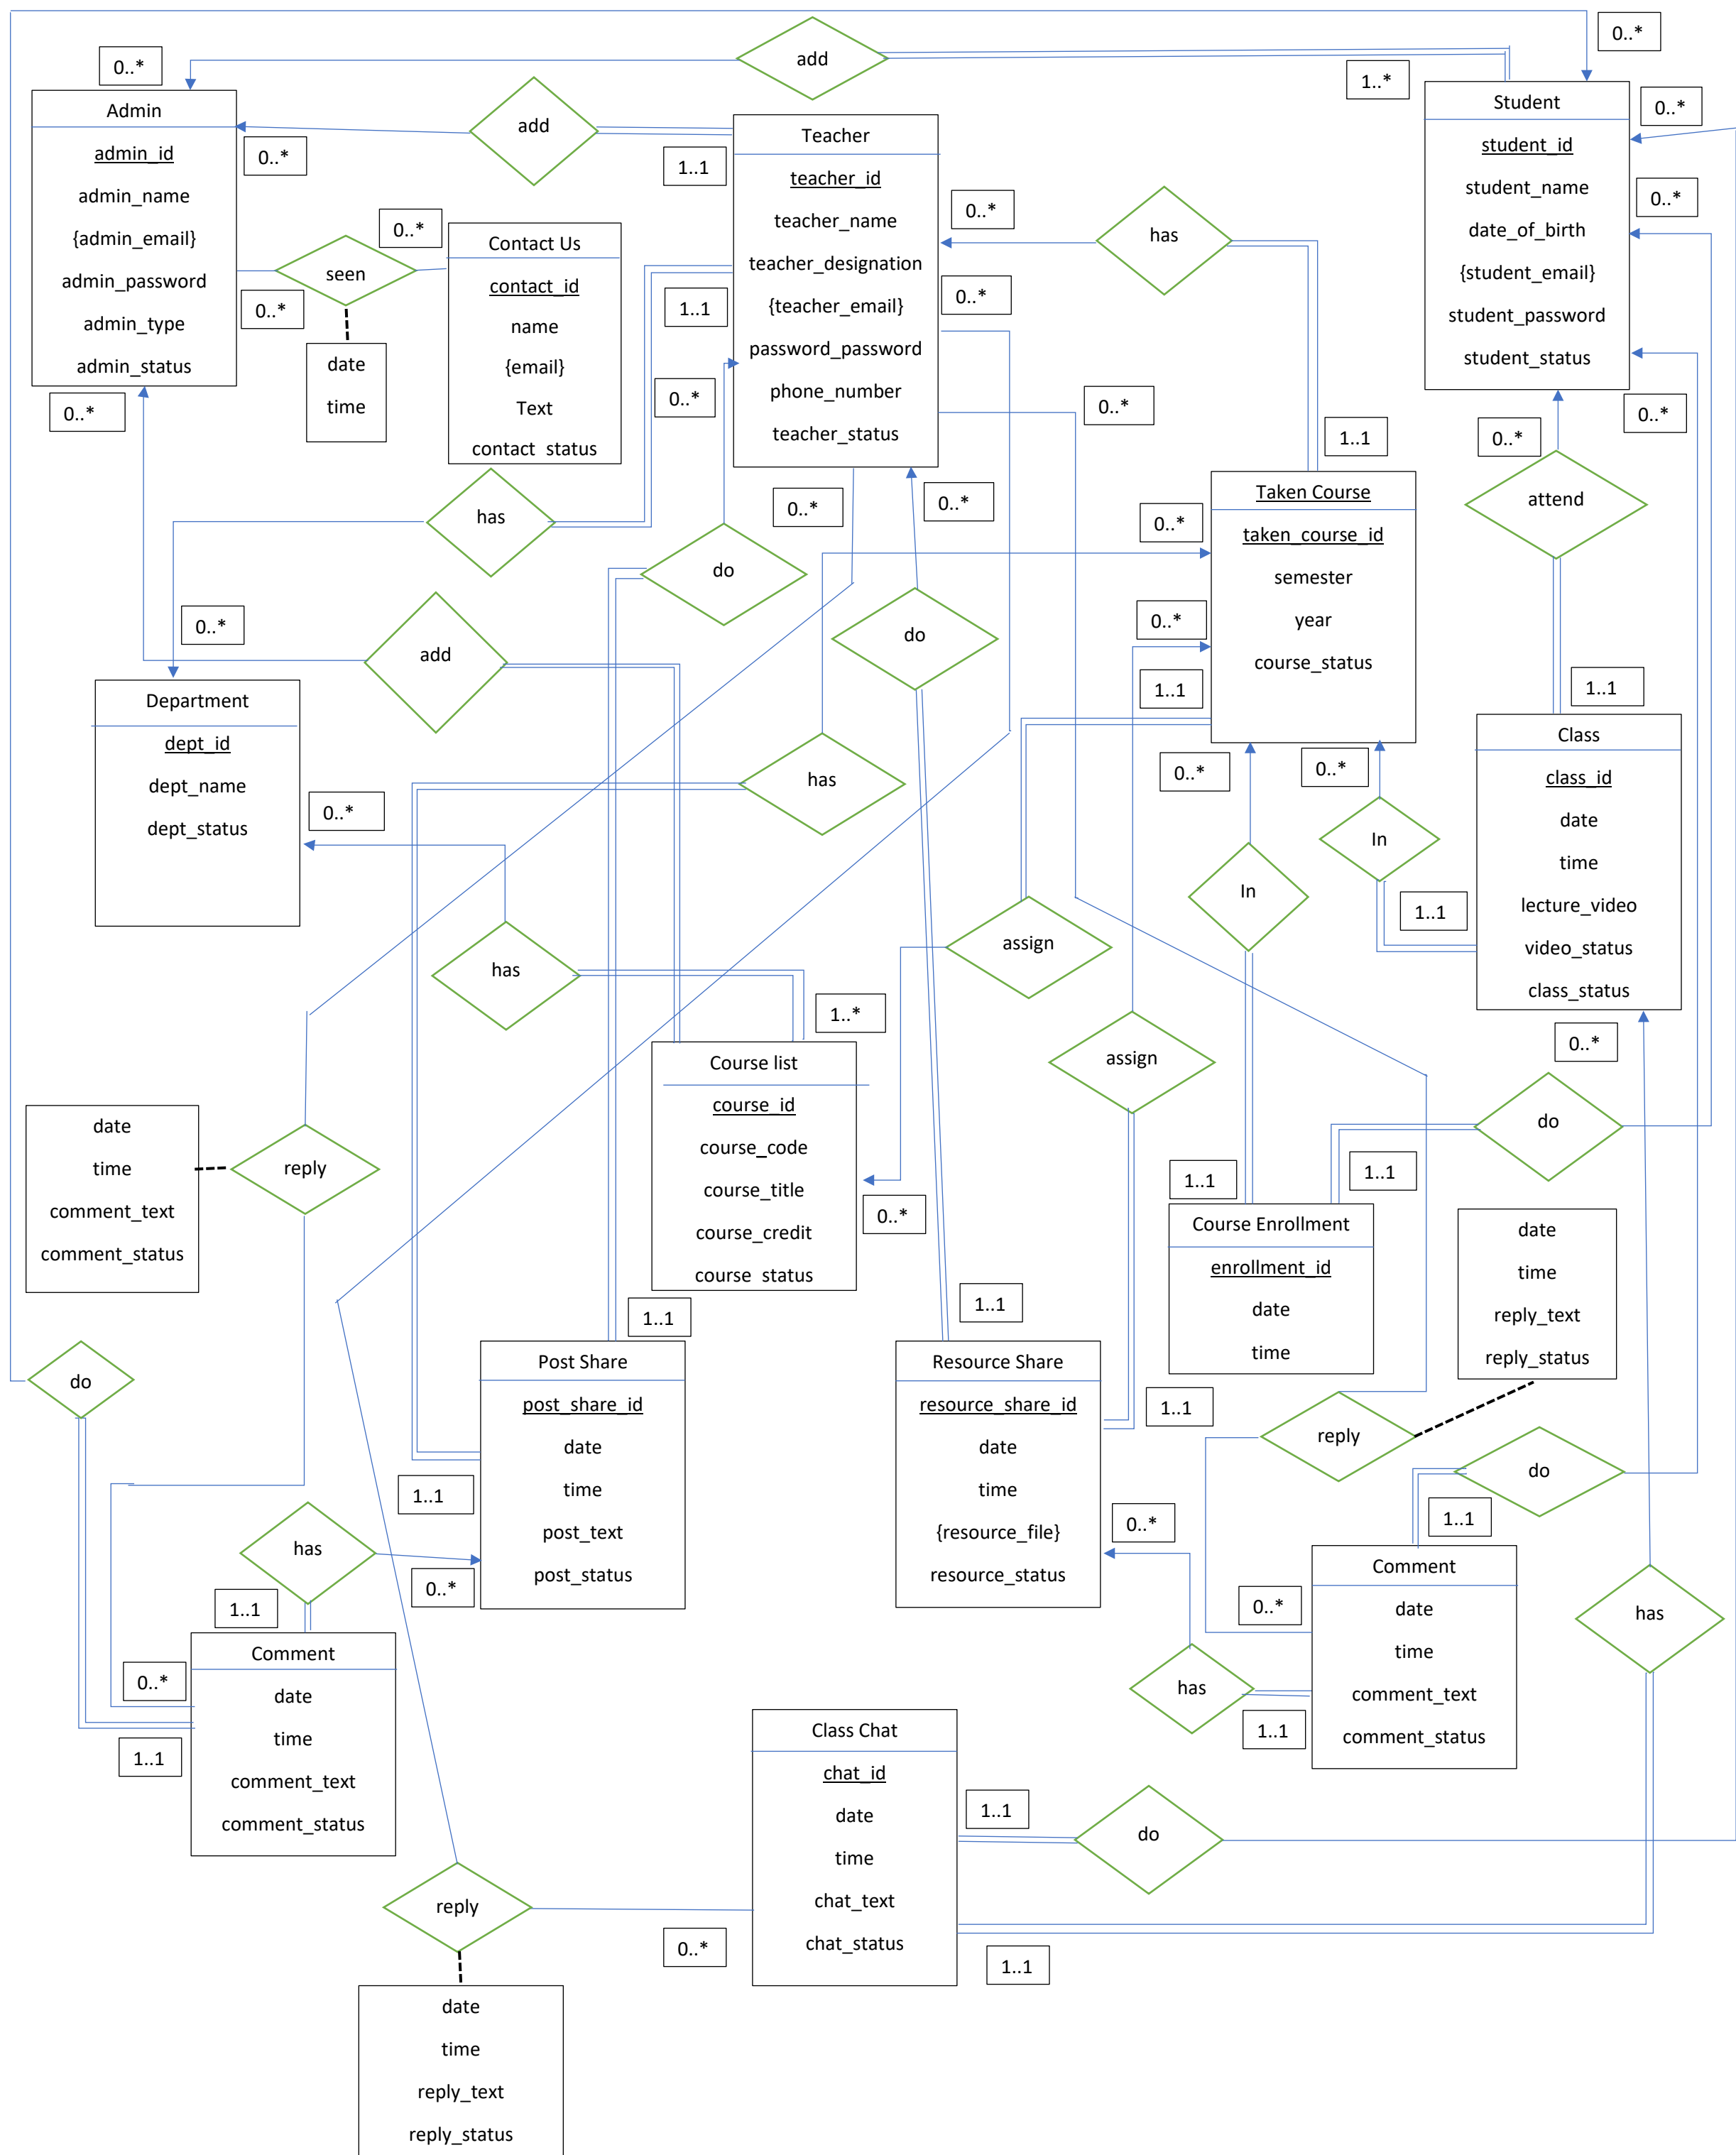 add
0..*
0..*
1..*
Admin
admin_id
admin_name
{admin_email}
admin_password
admin_type
admin_status
add
0..*
1..1
Teacher
teacher_id
teacher_name
teacher_designation
{teacher_email}
password_password
phone_number
teacher_status
Student
student_id
student_name
date_of_birth
{student_email}
student_password
student_status
0..*
0..*
0..*
has
0..*
0..*
seen
0..*
date
time
Contact Us
contact_id
name
{email}
Text
contact_status
1..1
0..*
0..*
0..*
0..*
1..1
0..*
0..*
attend
has
0..*
0..*
do
0..*
Taken Course
taken_course_id
semester
year
course_status
0..*
add
do
0..*
1..1
1..1
Department
dept_id
dept_name
dept_status
0..*
has
0..*
0..*
In
In
1..1
Class
class_id
date
time
lecture_video
video_status
class_status
has
assign
1..*
assign
0..*
Course list
course_id
course_code
course_title
course_credit
course_status
0..*
date
time
comment_text
comment_status
reply
do
1..1
1..1
Course Enrollment
enrollment_id
date
time
date
time
reply_text
reply_status
1..1
1..1
do
Post Share
post_share_id
date
time
post_text
post_status
Resource Share
resource_share_id
date
time
{resource_file}
resource_status
1..1
reply
do
1..1
1..1
0..*
has
0..*
1..1
Comment
date
time
comment_text
comment_status
0..*
has
1..1
has
Comment
date
time
comment_text
comment_status
0..*
1..1
Class Chat
chat_id
date
time
chat_text
chat_status
1..1
do
reply
0..*
1..1
date
time
reply_text
reply_status